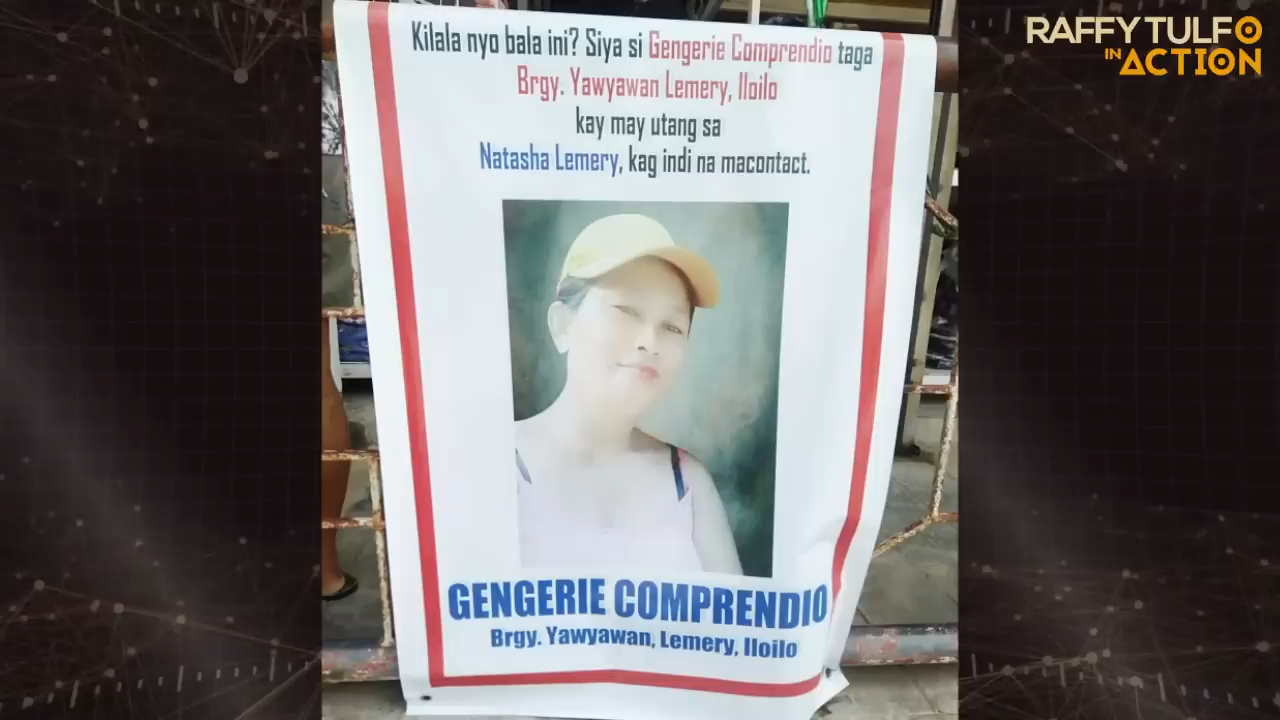 RAFFY TULFO
IN ACTION
Kilala nyo bala ini? Siya si Gengerie Comprendio taga
Brgy. Yawyawan Lemery, Iloilo
kay may utang sa
Natasha Lemery, kag indi na macontact.
GENGERIE COMPRENDIO
Brgy. Yawyawan, Lemery, Iloilo